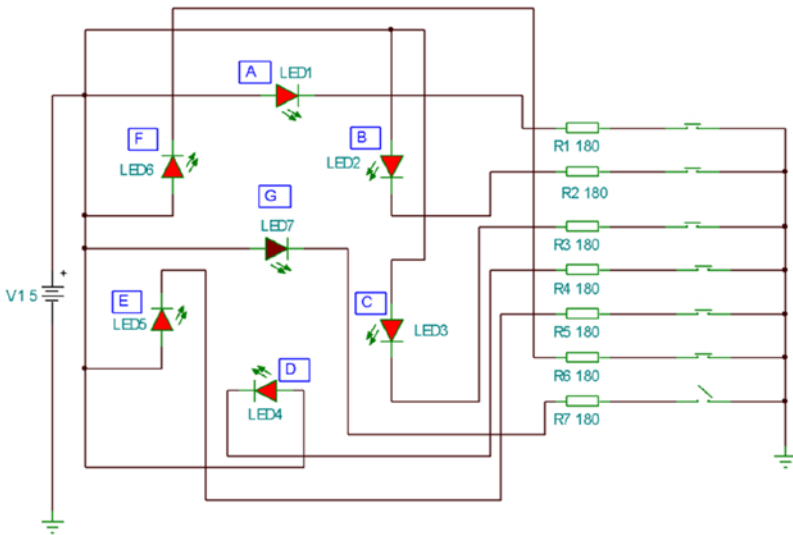 A LED1
F
LED6
B
LED2
G
LED7
R1 180
R2 180
R3 180
R4 180
R5 180
R6 180
R7 180
+
V1 5
E
LED5
C
LED3
D
LED4